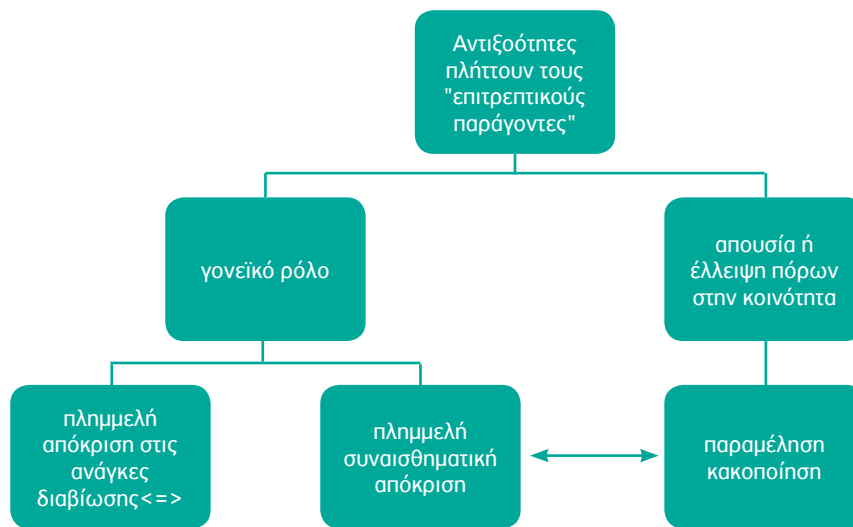 Αντιξοότητες
πλήττουν τους
"επιτρεπτικούς
παράγοντες"
γονεϊκό ρόλο
απουσία ή
έλλειψη πόρων
στην κοινότητα
πλημμελή
απόκριση στις
ανάγκες
διαβίωσης<=>
πλημμελή
συναισθηματική
απόκριση
παραμέληση
κακοποίηση